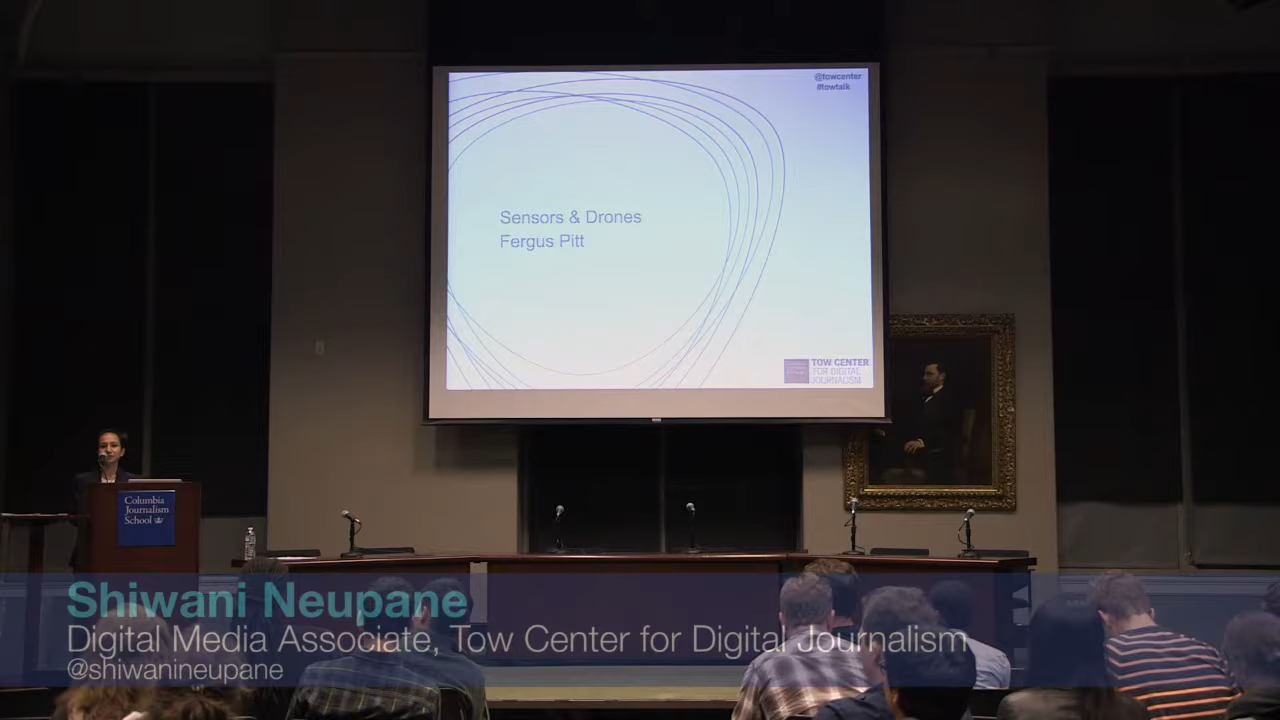 @towcenter
#towtalk
Sensors & Drones
Fergus Pitt
TOW CENTER
FOR DIGITAL
JOURNALISM
Columbia
Journalism
School
Shiwani Neupane
Digital Media Associate, Tow Center for Digital Journalism
@shiwanineupane